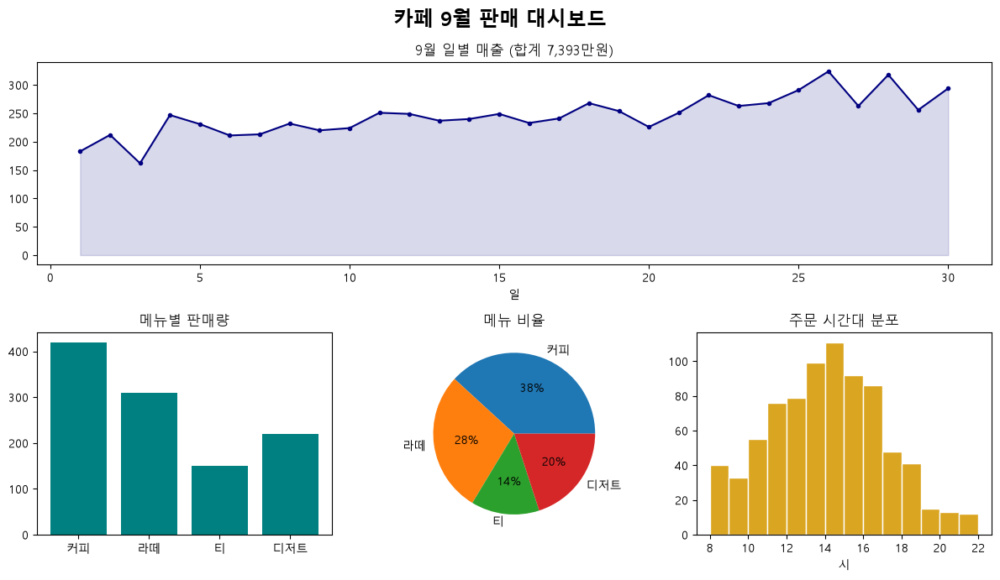 카페 9월 판매 대시보드
9월 일별 매출 (합계 7,393만원)
300
250
200
150
100
50
0
0 5 10 15 20 25 30
일
메뉴별 판매량
400
300
200
100
0
커피 라떼 티 디저트
메뉴 비율
커피
38%
라떼
28%
20%
14%
디저트
티
주문 시간대 분포
100
80
60
40
20
0
8 10 12 14 16 18 20 22
시